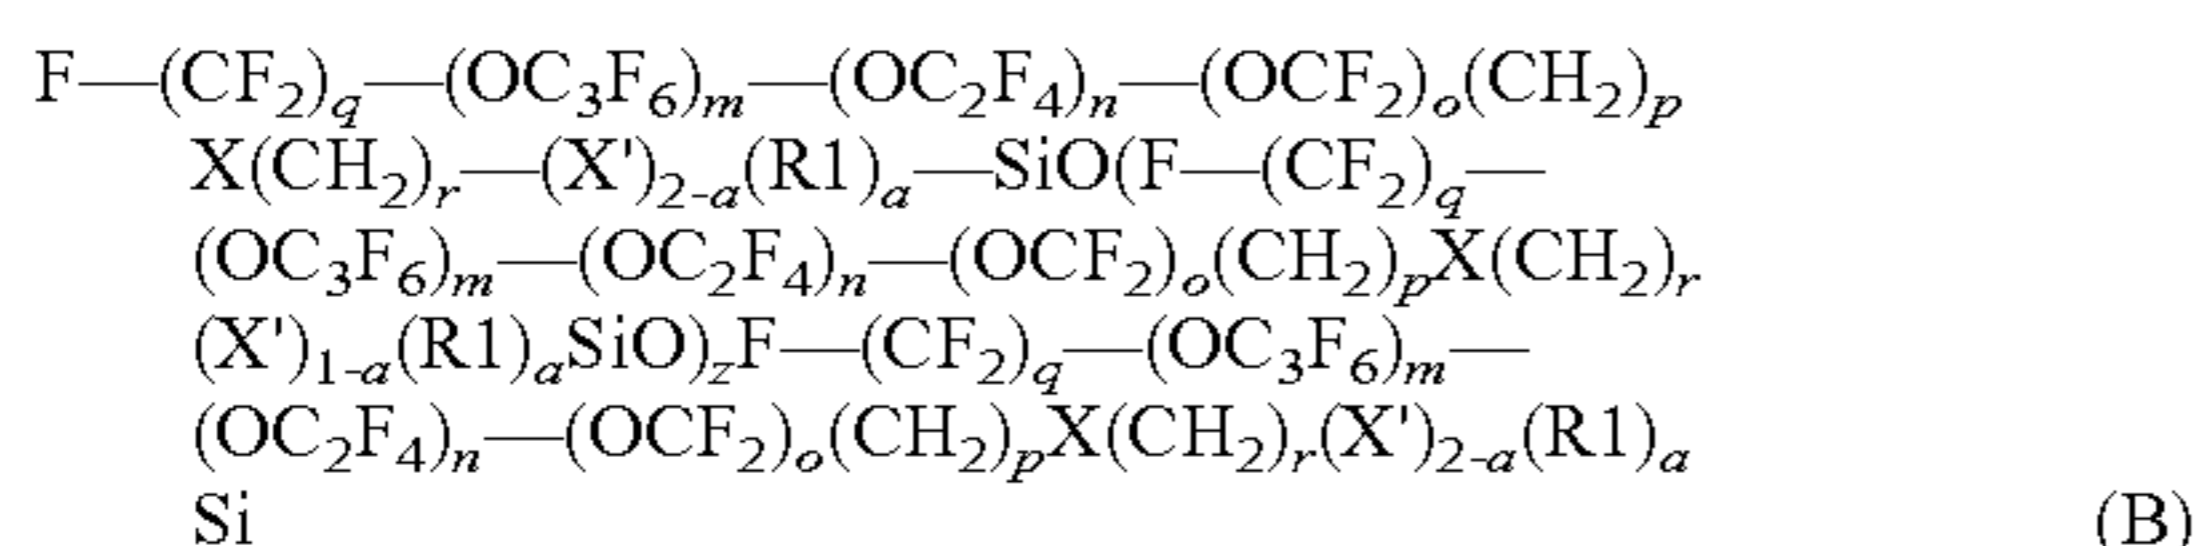 F—(CF₂)q—(OC₃F₆)m—(OC₂F₄)n—(OCF₂)o(CH₂)p
X(CH₂)r—(X')2-a(R1)a—SiO(F—(CF₂)q—
(OC₃F₆)m—(OC₂F₄)n—(OCF₂)o(CH₂)pX(CH₂)r
(X')1-a(R1)aSiO)zF—(CF₂)q—(OC₃F₆)m—
(OC₂F₄)n—(OCF₂)o(CH₂)pX(CH₂)r(X')2-a(R1)a
Si (B)